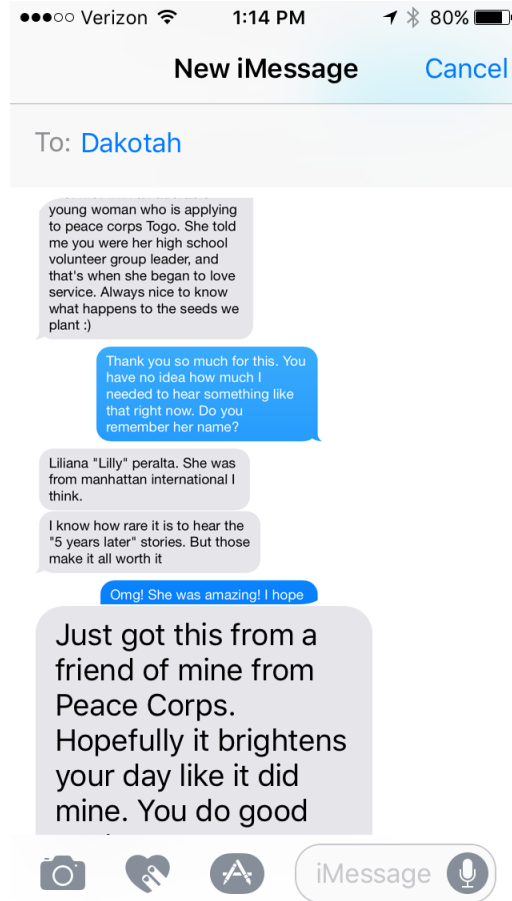 Verizon 1:14 PM 80%
New iMessage Cancel
To: Dakotah
young woman who is applying
to peace corps Togo. She told
me you were her high school
volunteer group leader, and
that's when she began to love
service. Always nice to know
what happens to the seeds we
plant :)
Thank you so much for this. You
have no idea how much I
needed to hear something like
that right now. Do you
remember her name?
Liliana "Lilly" peralta. She was
from manhattan international I
think.
I know how rare it is to hear the
"5 years later" stories. But those
make it all worth it
Omg! She was amazing! I hope
Just got this from a
friend of mine from
Peace Corps.
Hopefully it brightens
your day like it did
mine. You do good
iMessage